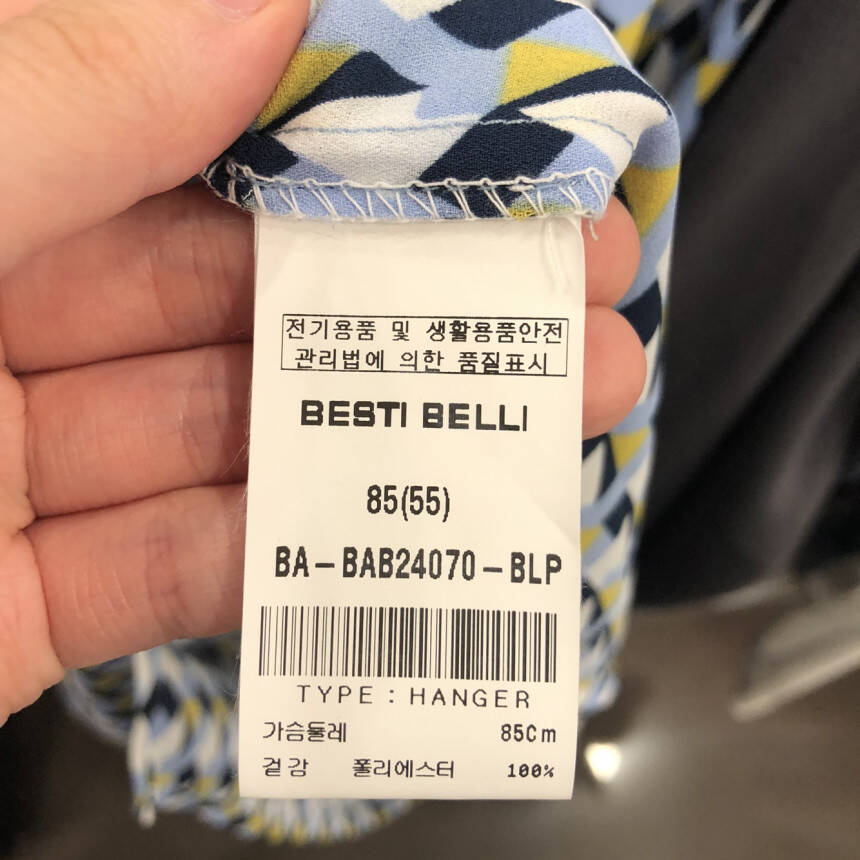 전기용품 및 생활용품안전
관리법에 의한 품질표시
BESTI BELLI
85(55)
BA-BAB24070-BLP
TYPE : HANGER
가슴둘레 85Cm
겉감 폴리에스터 100%